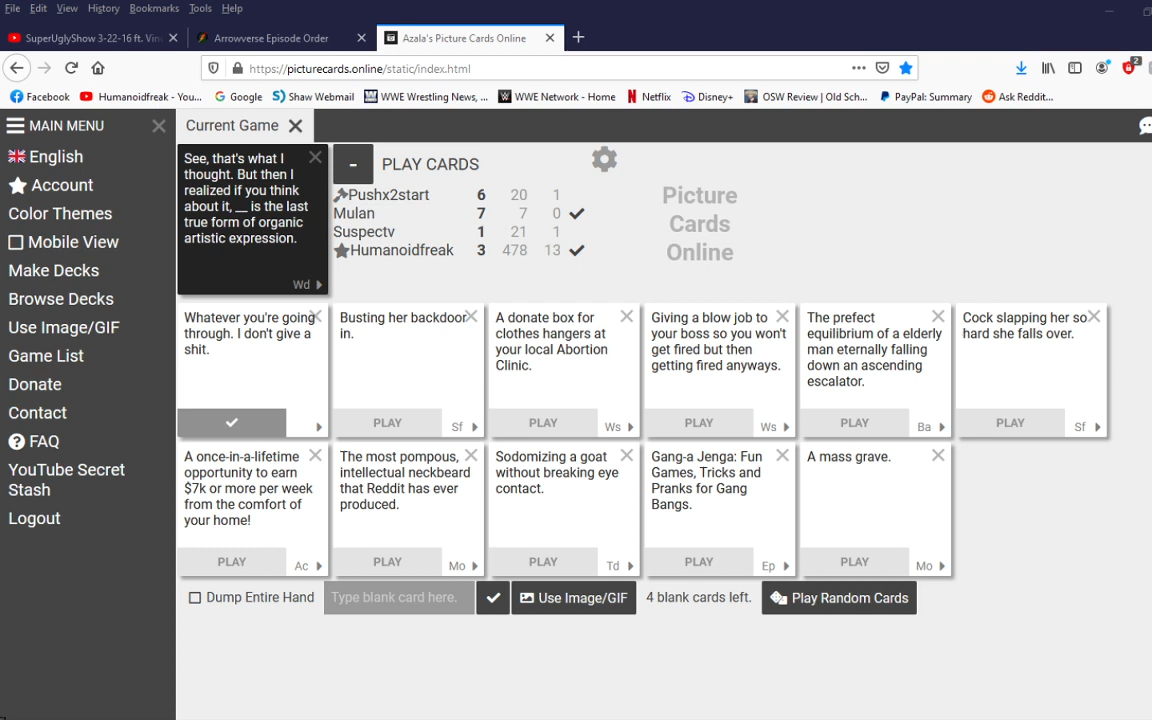 File Edit View History Bookmarks Tools Help
SuperUglyShow 3-22-16 ft. Vin
Arrowverse Episode Order
Azala's Picture Cards Online
https://picturecards.online/static/index.html
2
Facebook
Humanoidfreak - You...
Google
Shaw Webmail
WWE Wrestling News, ...
WWE Network - Home
Netflix
Disney+
OSW Review | Old Sch...
PayPal: Summary
Ask Reddit...
MAIN MENU
English
Account
Color Themes
Mobile View
Make Decks
Browse Decks
Use Image/GIF
Game List
Donate
Contact
FAQ
YouTube Secret
Stash
Logout
Current Game
See, that's what I
thought. But then I
realized if you think
about it, __ is the last
true form of organic
artistic expression.
Wd
- PLAY CARDS
Pushx2start 6 20 1
Mulan 7 7 0
Suspectv 1 21 1
Humanoidfreak 3 478 13
Picture
Cards
Online
Whatever you're going
through. I don't give a
shit.
Busting her backdoor
in.
PLAY
Sf
A donate box for
clothes hangers at
your local Abortion
Clinic.
PLAY
Ws
Giving a blow job to
your boss so you won't
get fired but then
getting fired anyways.
PLAY
Ws
The prefect
equilibrium of a elderly
man eternally falling
down an ascending
escalator.
PLAY
Ba
Cock slapping her so
hard she falls over.
PLAY
Sf
A once-in-a-lifetime
opportunity to earn
$7k or more per week
from the comfort of
your home!
PLAY
Ac
The most pompous,
intellectual neckbeard
that Reddit has ever
produced.
PLAY
Mo
Sodomizing a goat
without breaking eye
contact.
PLAY
Td
Gang-a Jenga: Fun
Games, Tricks and
Pranks for Gang
Bangs.
PLAY
Ep
A mass grave.
PLAY
Mo
Dump Entire Hand
Type blank card here.
Use Image/GIF
4 blank cards left.
Play Random Cards